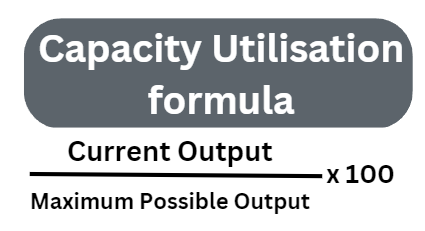 Capacity Utilisation
formula
Current Output
x 100
Maximum Possible Output